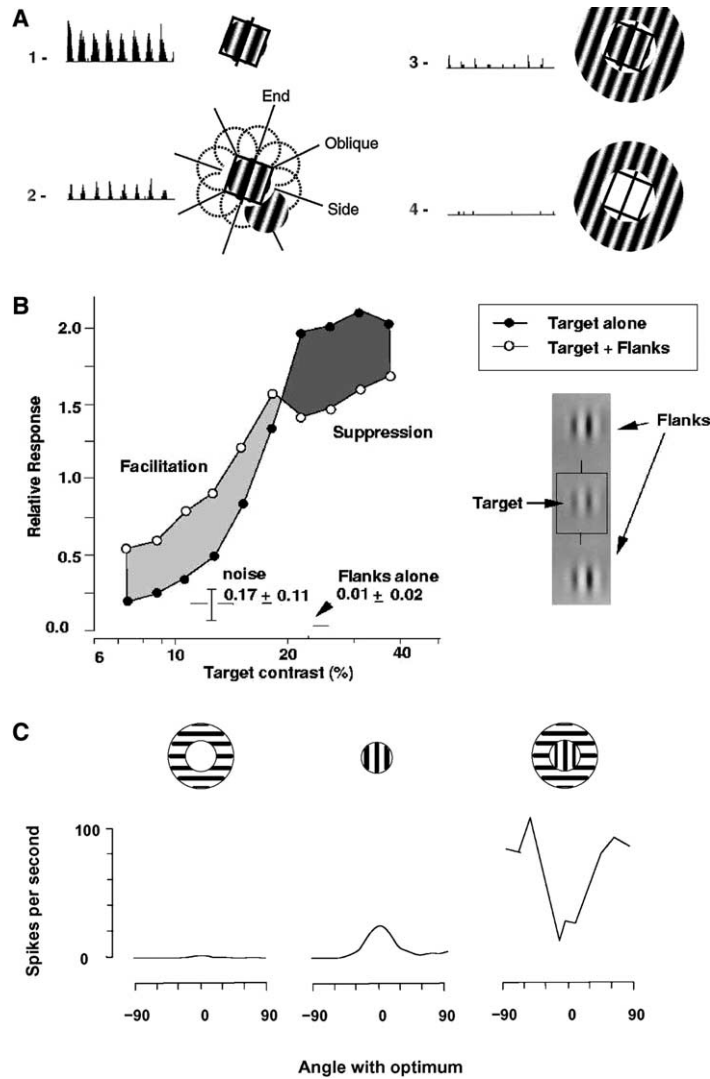 A
1 -
3 -
End
Oblique
Side
2 -
4 -
B
Target alone
Target + Flanks
2.0
1.5
1.0
0.5
0.0
Relative Response
Facilitation
Suppression
noise
0.17 ± 0.11
Flanks alone
0.01 ± 0.02
6
10
20
40
Target contrast (%)
Flanks
Target
C
100
0
Spikes per second
−90 0 90
−90 0 90
−90 0 90
Angle with optimum